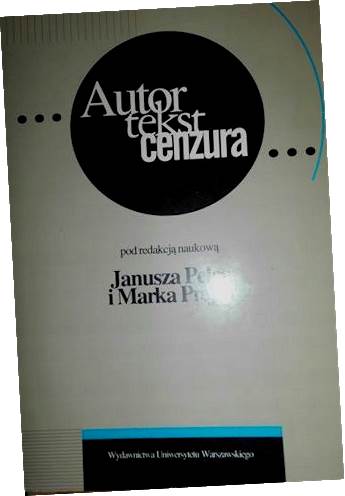 Autor
tekst
cenzura
pod redakcją naukową
Janusza
i Marka
Wydawnictwa Uniwersytetu Warszawskiego